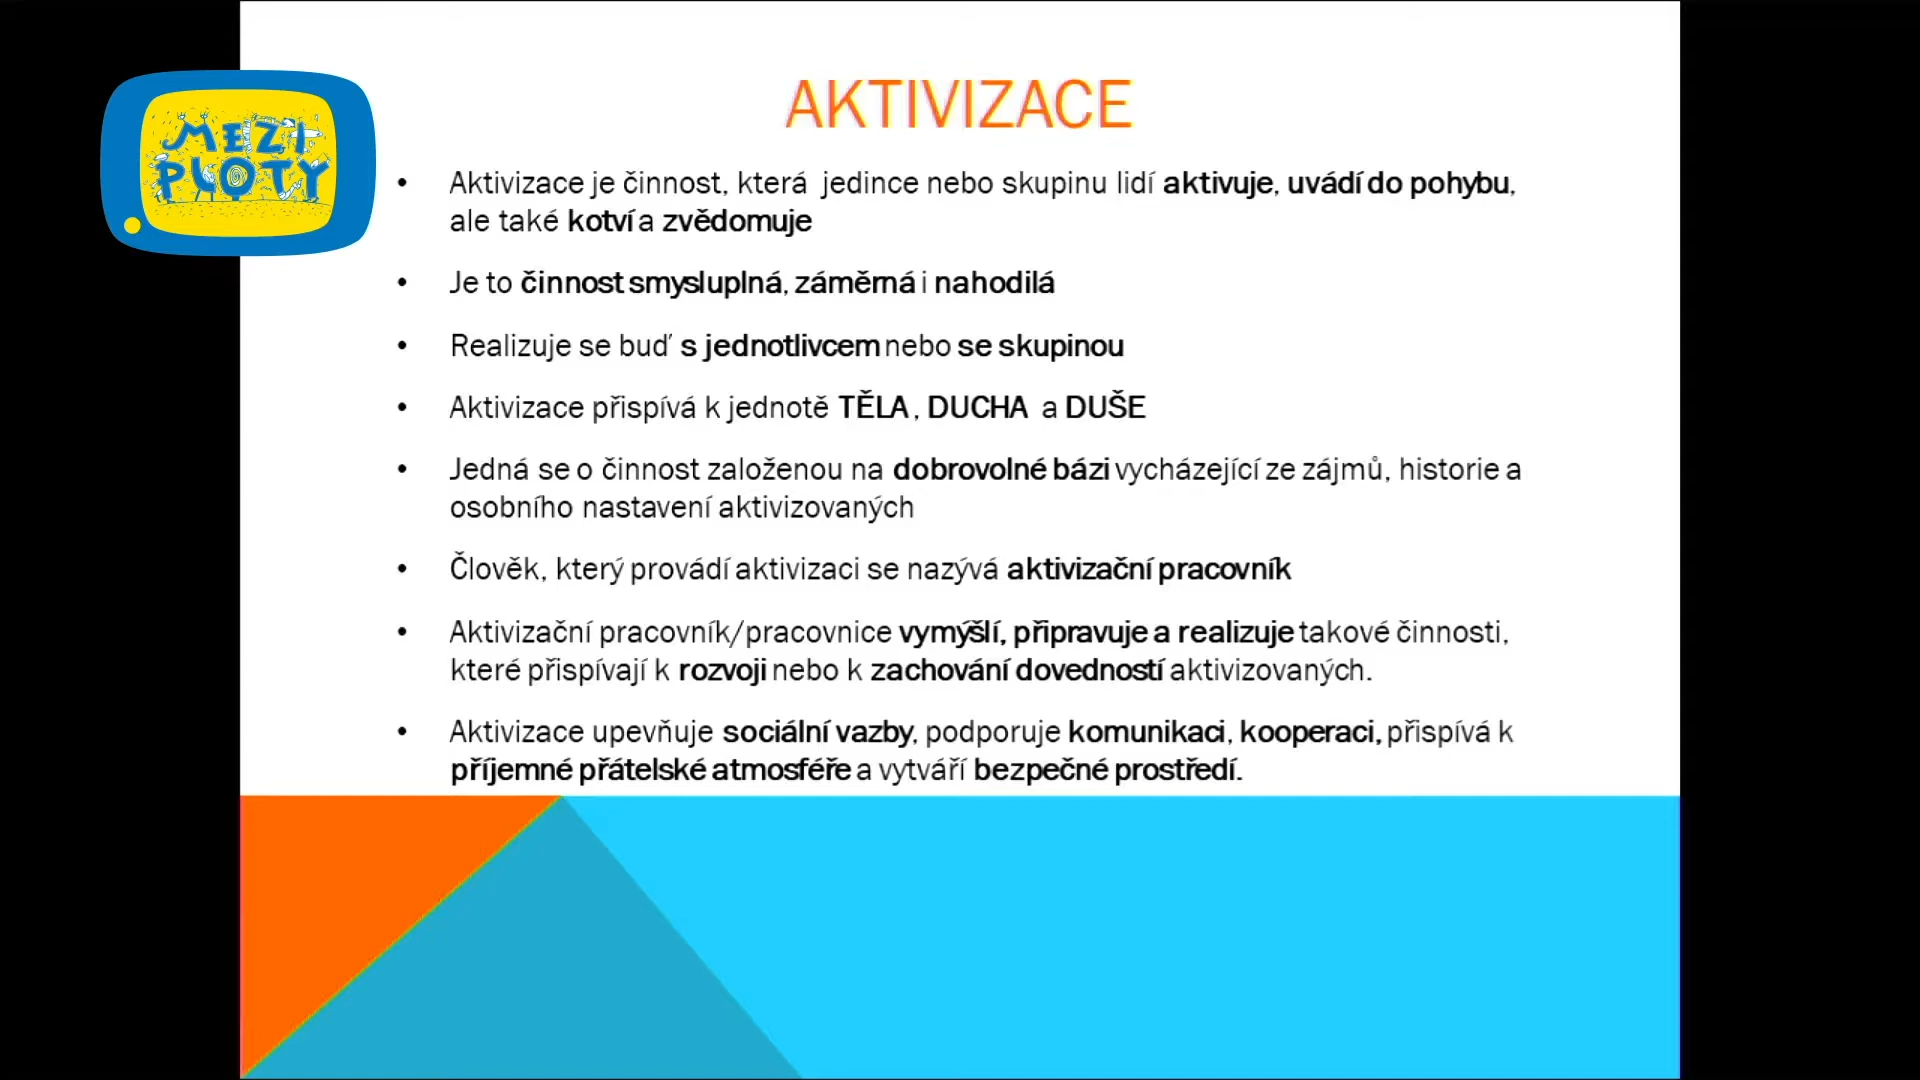 AKTIVIZACE
MEZI
PLOTY
• Aktivizace je činnost, která jedince nebo skupinu lidí aktivuje, uvádí do pohybu,
ale také kotví a zvědomuje
• Je to činnost smysluplná, záměrná i nahodilá
• Realizuje se buď s jednotlivcem nebo se skupinou
• Aktivizace přispívá k jednotě TĚLA , DUCHA a DUŠE
• Jedná se o činnost založenou na dobrovolné bázi vycházející ze zájmů, historie a
osobního nastavení aktivizovaných
• Člověk, který provádí aktivizaci se nazývá aktivizační pracovník
• Aktivizační pracovník/pracovnice vymýšlí, připravuje a realizuje takové činnosti,
které přispívají k rozvoji nebo k zachování dovedností aktivizovaných.
• Aktivizace upevňuje sociální vazby, podporuje komunikaci, kooperaci, přispívá k
příjemné přátelské atmosféře a vytváří bezpečné prostředí.